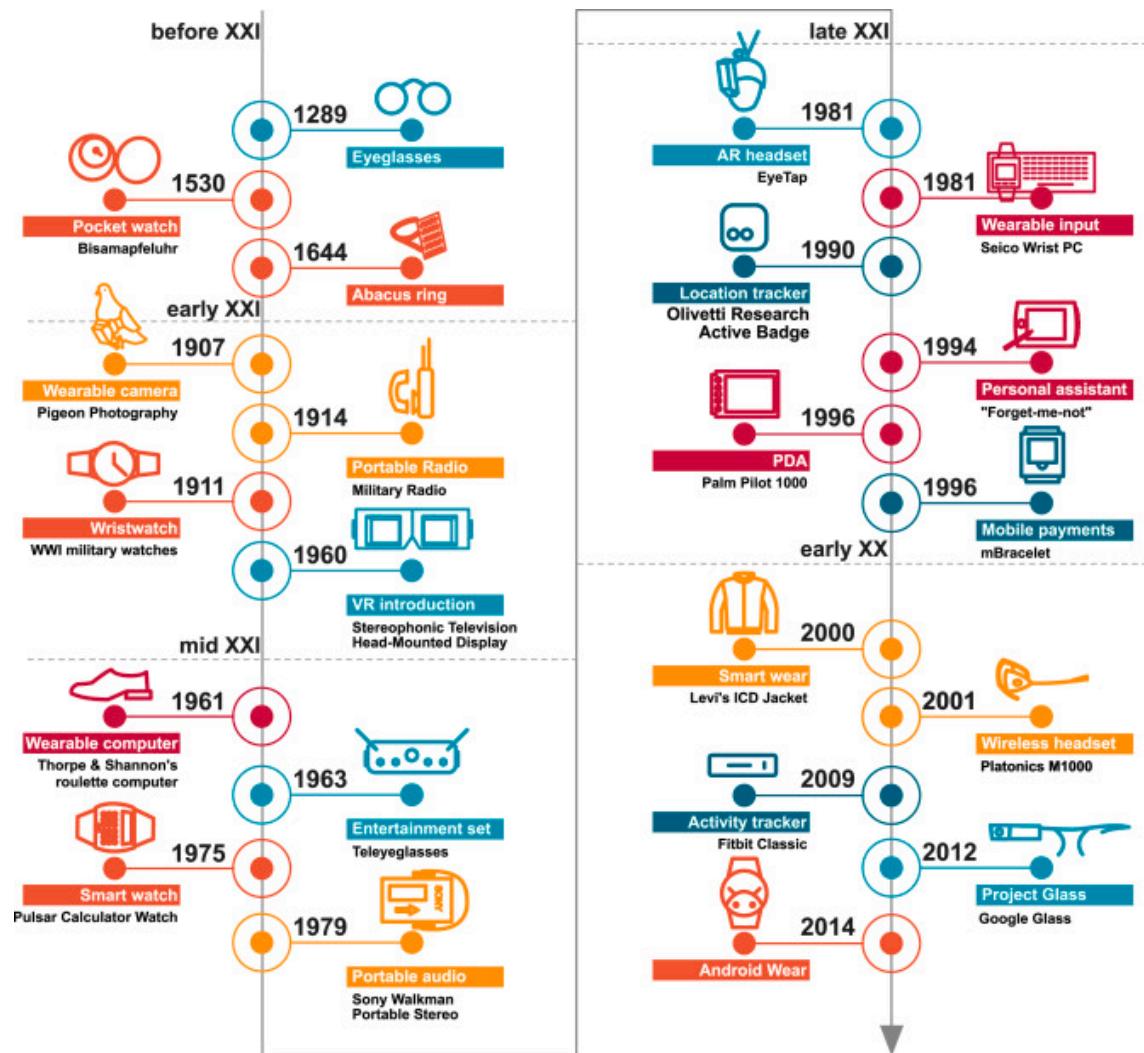 before XXI
1289
Eyeglasses
1530
Pocket watch
Bisamapfeluhr
1644
Abacus ring
early XXI
1907
Wearable camera
Pigeon Photography
1914
Portable Radio
Military Radio
1911
Wristwatch
WWI military watches
1960
VR introduction
Stereophonic Television
Head-Mounted Display
mid XXI
1961
Wearable computer
Thorpe & Shannon's
roulette computer
1963
Entertainment set
Teleyeglasses
1975
Smart watch
Pulsar Calculator Watch
SONY
1979
Portable audio
Sony Walkman
Portable Stereo
late XXI
1981
AR headset
EyeTap
1981
Wearable input
Seico Wrist PC
1990
Location tracker
Olivetti Research
Active Badge
1994
Personal assistant
"Forget-me-not"
1996
PDA
Palm Pilot 1000
1996
Mobile payments
mBracelet
early XX
2000
Smart wear
Levi's ICD Jacket
2001
Wireless headset
Platonics M1000
2009
Activity tracker
Fitbit Classic
2012
Project Glass
Google Glass
2014
Android Wear